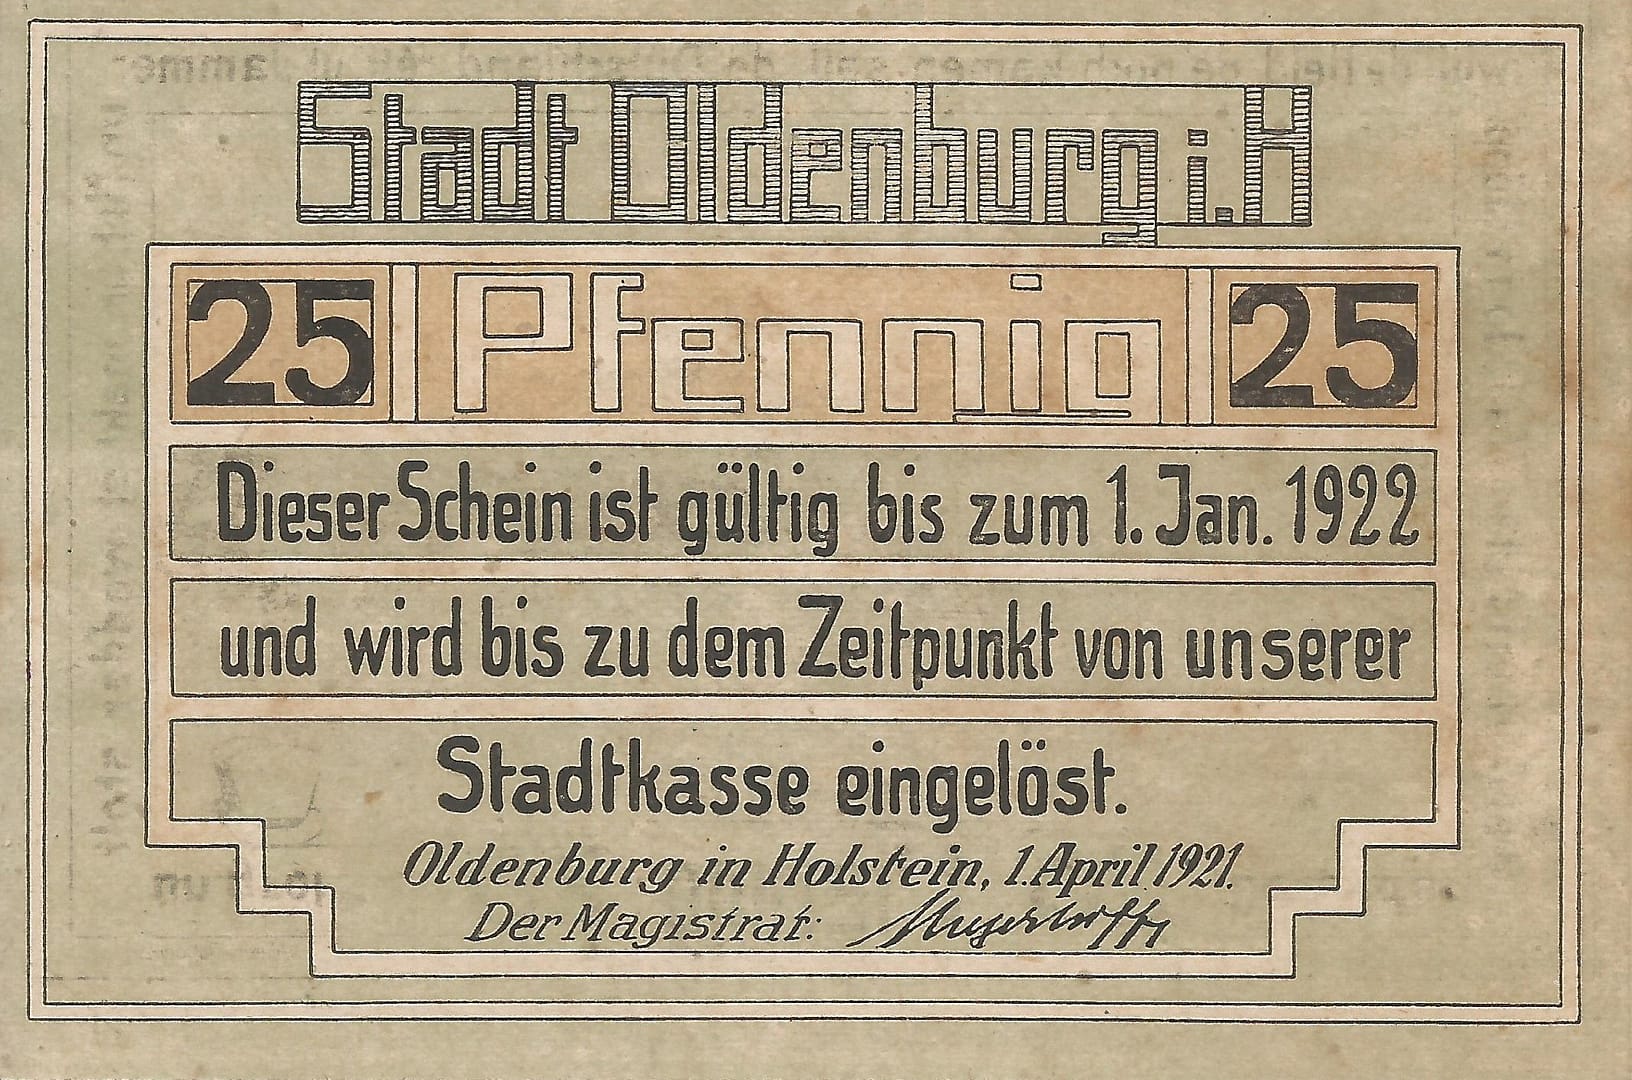 Stadt Oldenburg i.H
25 Pfennig 25
Dieser Schein ist gültig bis zum 1. Jan. 1922
und wird bis zu dem Zeitpunkt von unserer
Stadtkasse eingelöst.
Oldenburg in Holstein, 1. April 1921.
Der Magistrat: